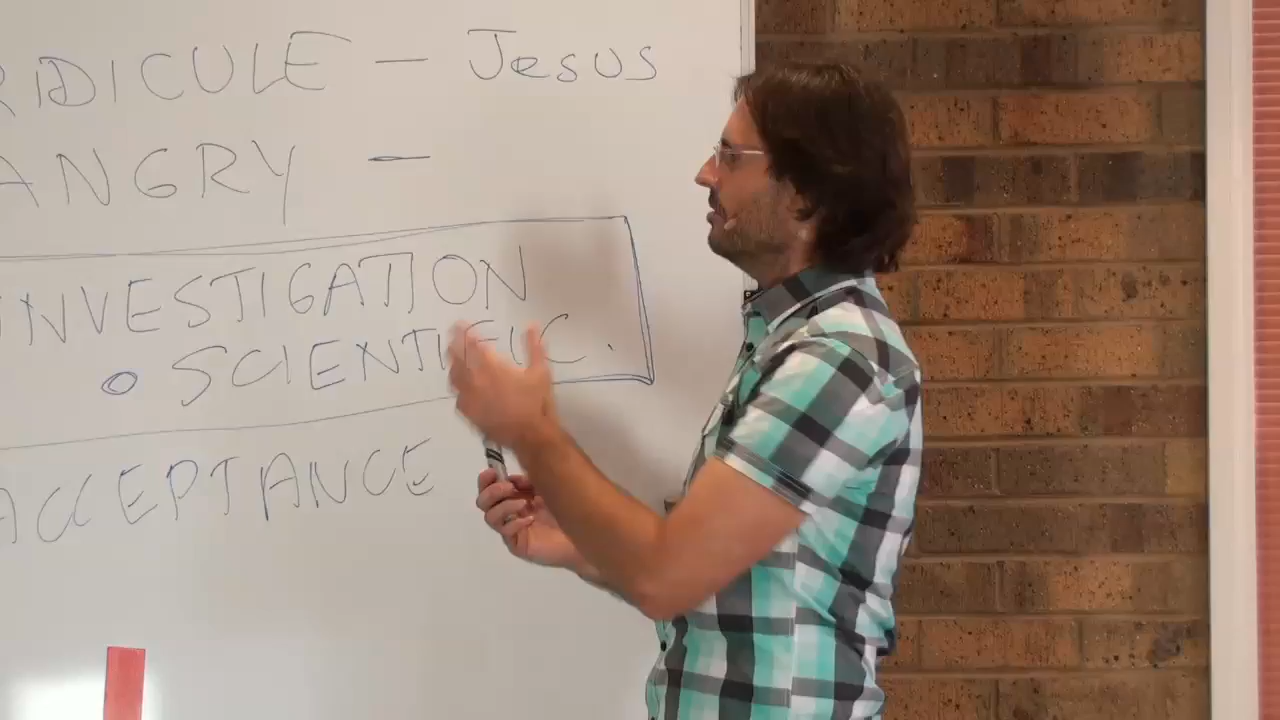 RIDICULE — Jesus
ANGRY —
INVESTIGATION
○ SCIENTIFIC.
ACCEPTANCE